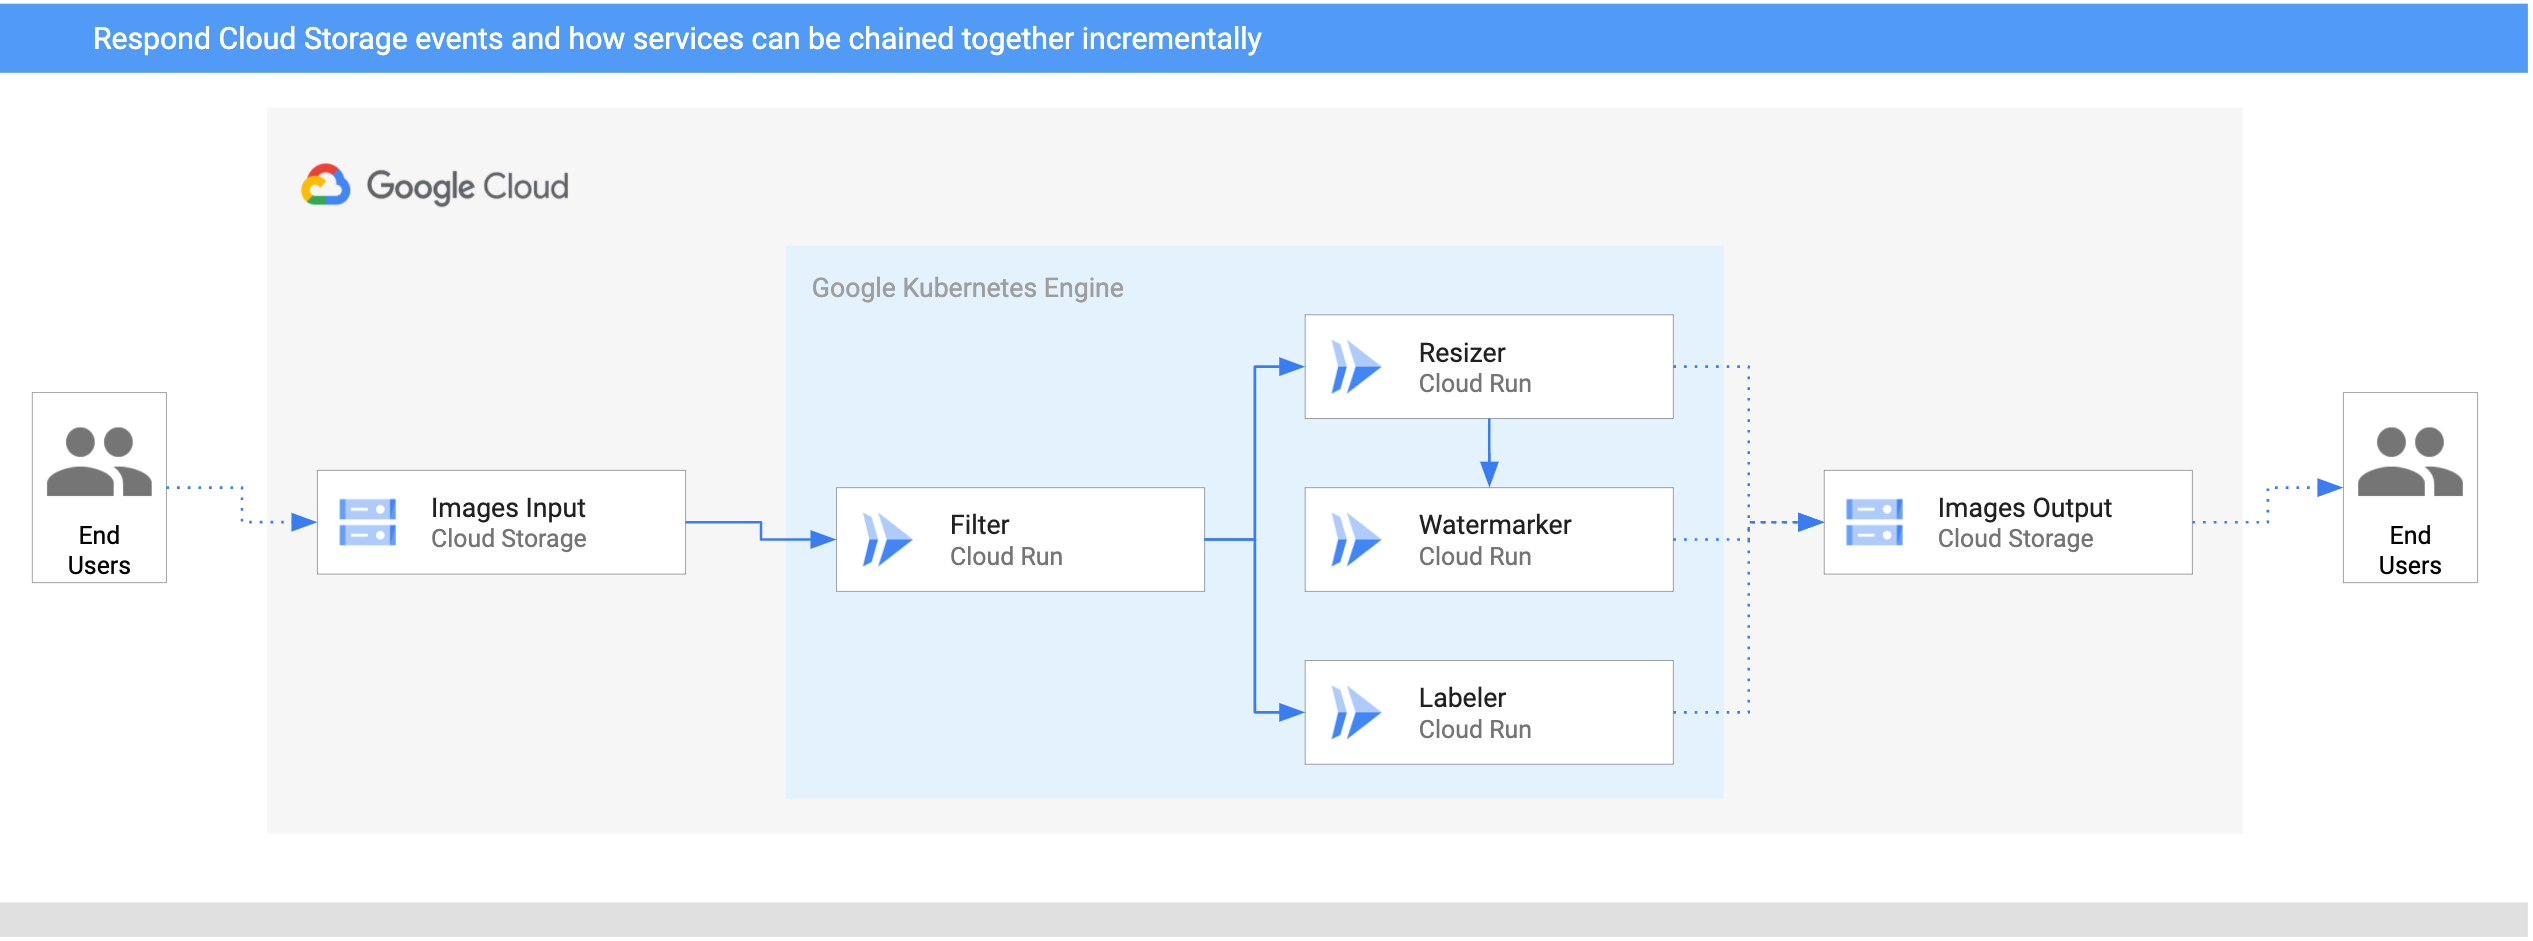 Respond Cloud Storage events and how services can be chained together incrementally
Google Cloud
Google Kubernetes Engine
End
Users
Images Input
Cloud Storage
Filter
Cloud Run
Resizer
Cloud Run
Watermarker
Cloud Run
Labeler
Cloud Run
Images Output
Cloud Storage
End
Users